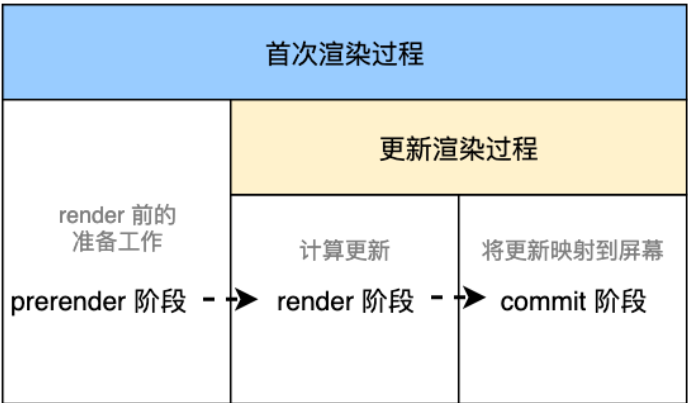 首次渲染过程
更新渲染过程
render 前的
准备工作
prerender 阶段
计算更新
render 阶段
将更新映射到屏幕
commit 阶段